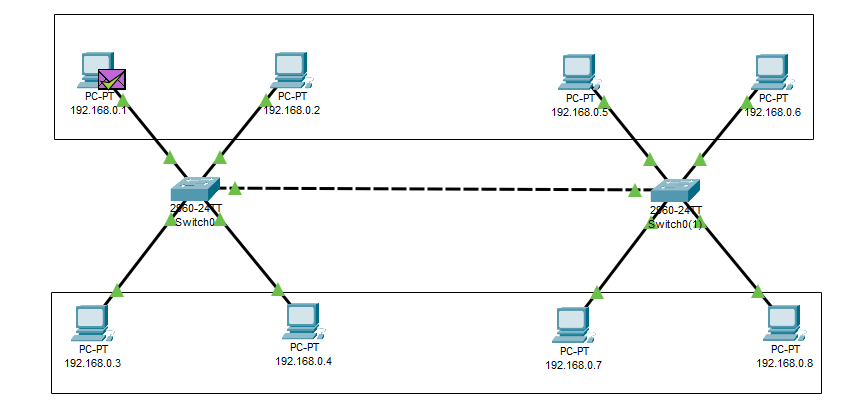 PC-PT
192.168.0.1
PC-PT
192.168.0.2
PC-PT
192.168.0.5
PC-PT
192.168.0.6
2960-24TT
Switch0
2960-24TT
Switch0(1)
PC-PT
192.168.0.3
PC-PT
192.168.0.4
PC-PT
192.168.0.7
PC-PT
192.168.0.8